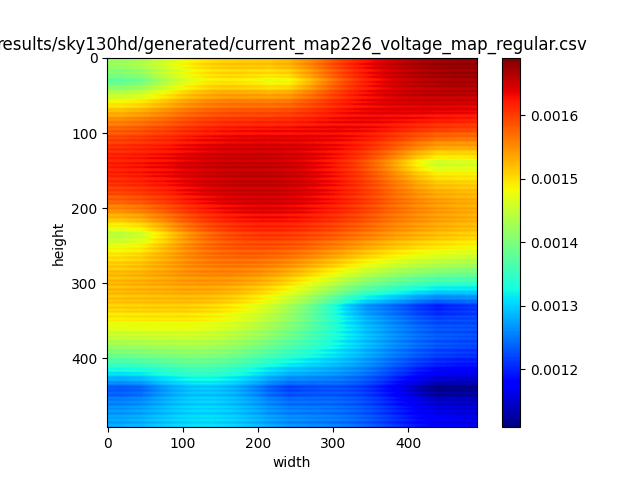 results/sky130hd/generated/current_map226_voltage_map_regular.csv
0
100
200
300
400
height
0 100 200 300 400
width
0.0016
0.0015
0.0014
0.0013
0.0012